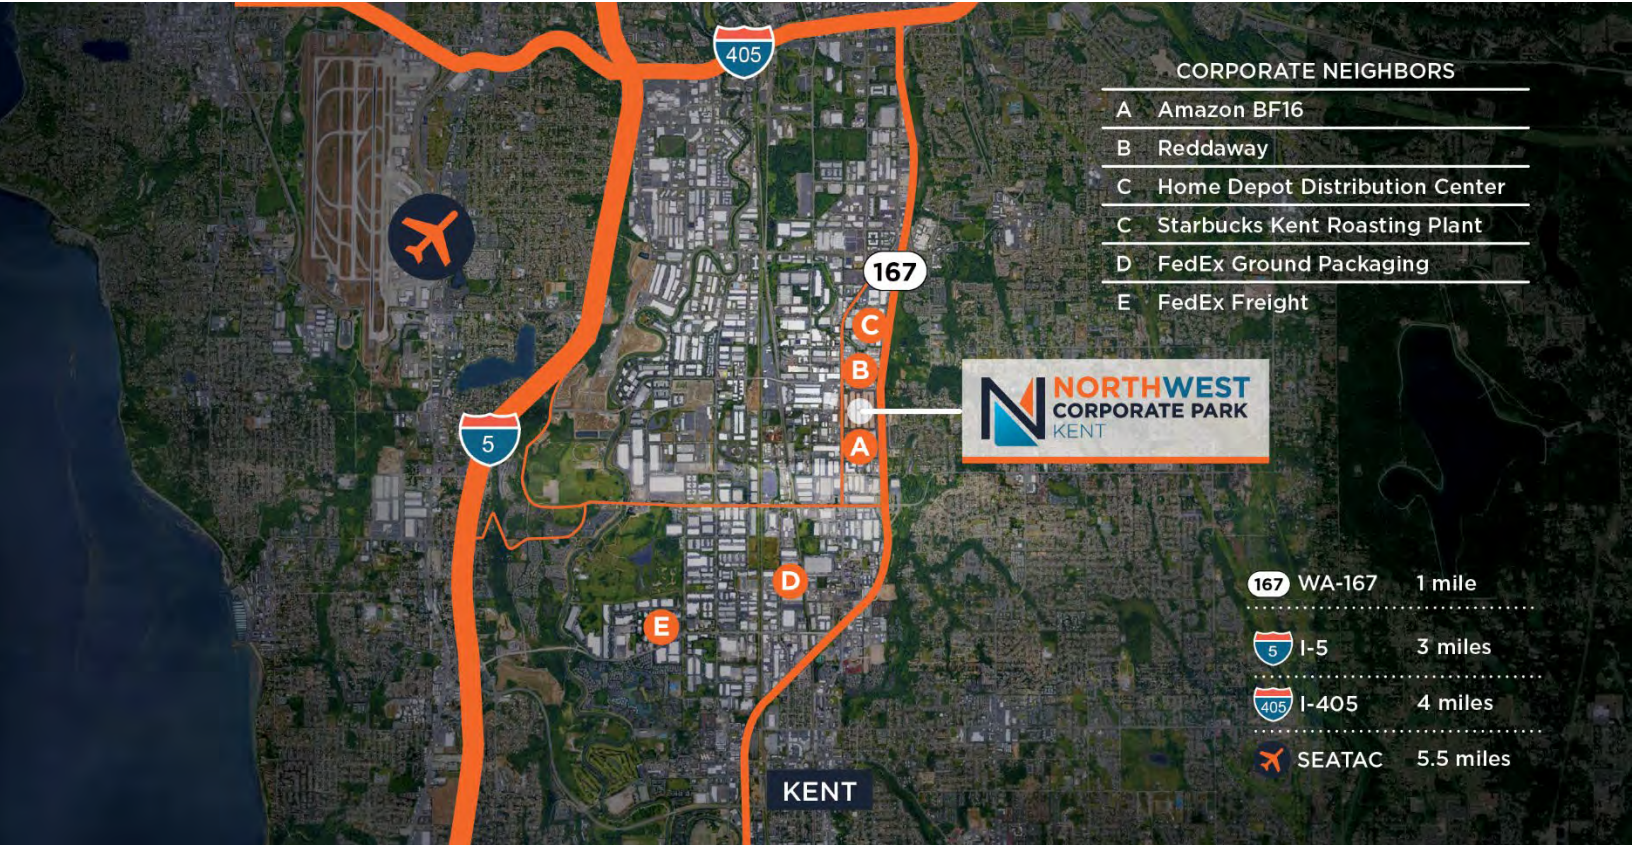 405
CORPORATE NEIGHBORS
A Amazon BF16
B Reddaway
C Home Depot Distribution Center
C Starbucks Kent Roasting Plant
D FedEx Ground Packaging
E FedEx Freight
167
C
B
A
NORTHWEST
CORPORATE PARK
KENT
5
D
E
167 WA-167 1 mile
5 I-5 3 miles
405 I-405 4 miles
SEATAC 5.5 miles
KENT